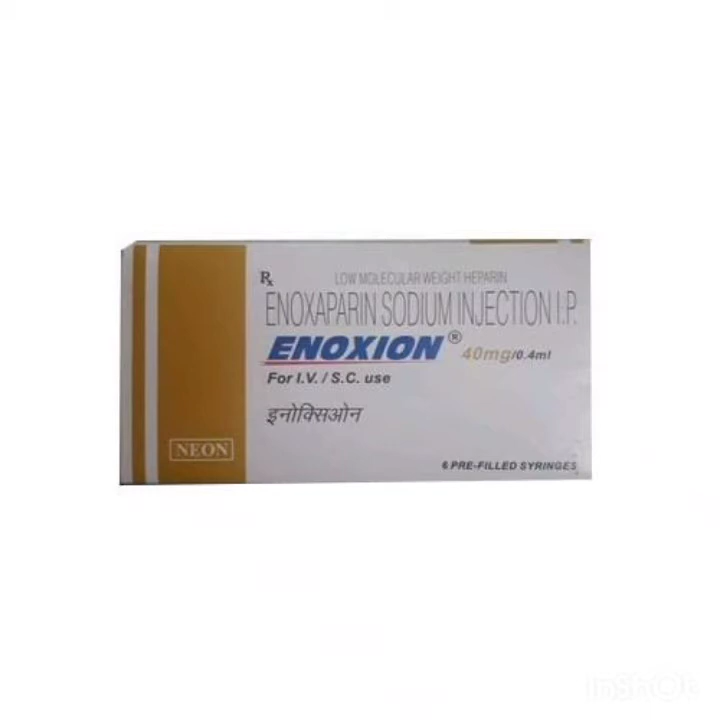 Rx
LOW MOLECULAR WEIGHT HEPARIN
ENOXAPARIN SODIUM INJECTION I.P.
ENOXION® 40mg/0.4ml
For I.V. / S.C. use
इनोक्सिओन
NEON
6 PRE-FILLED SYRINGES